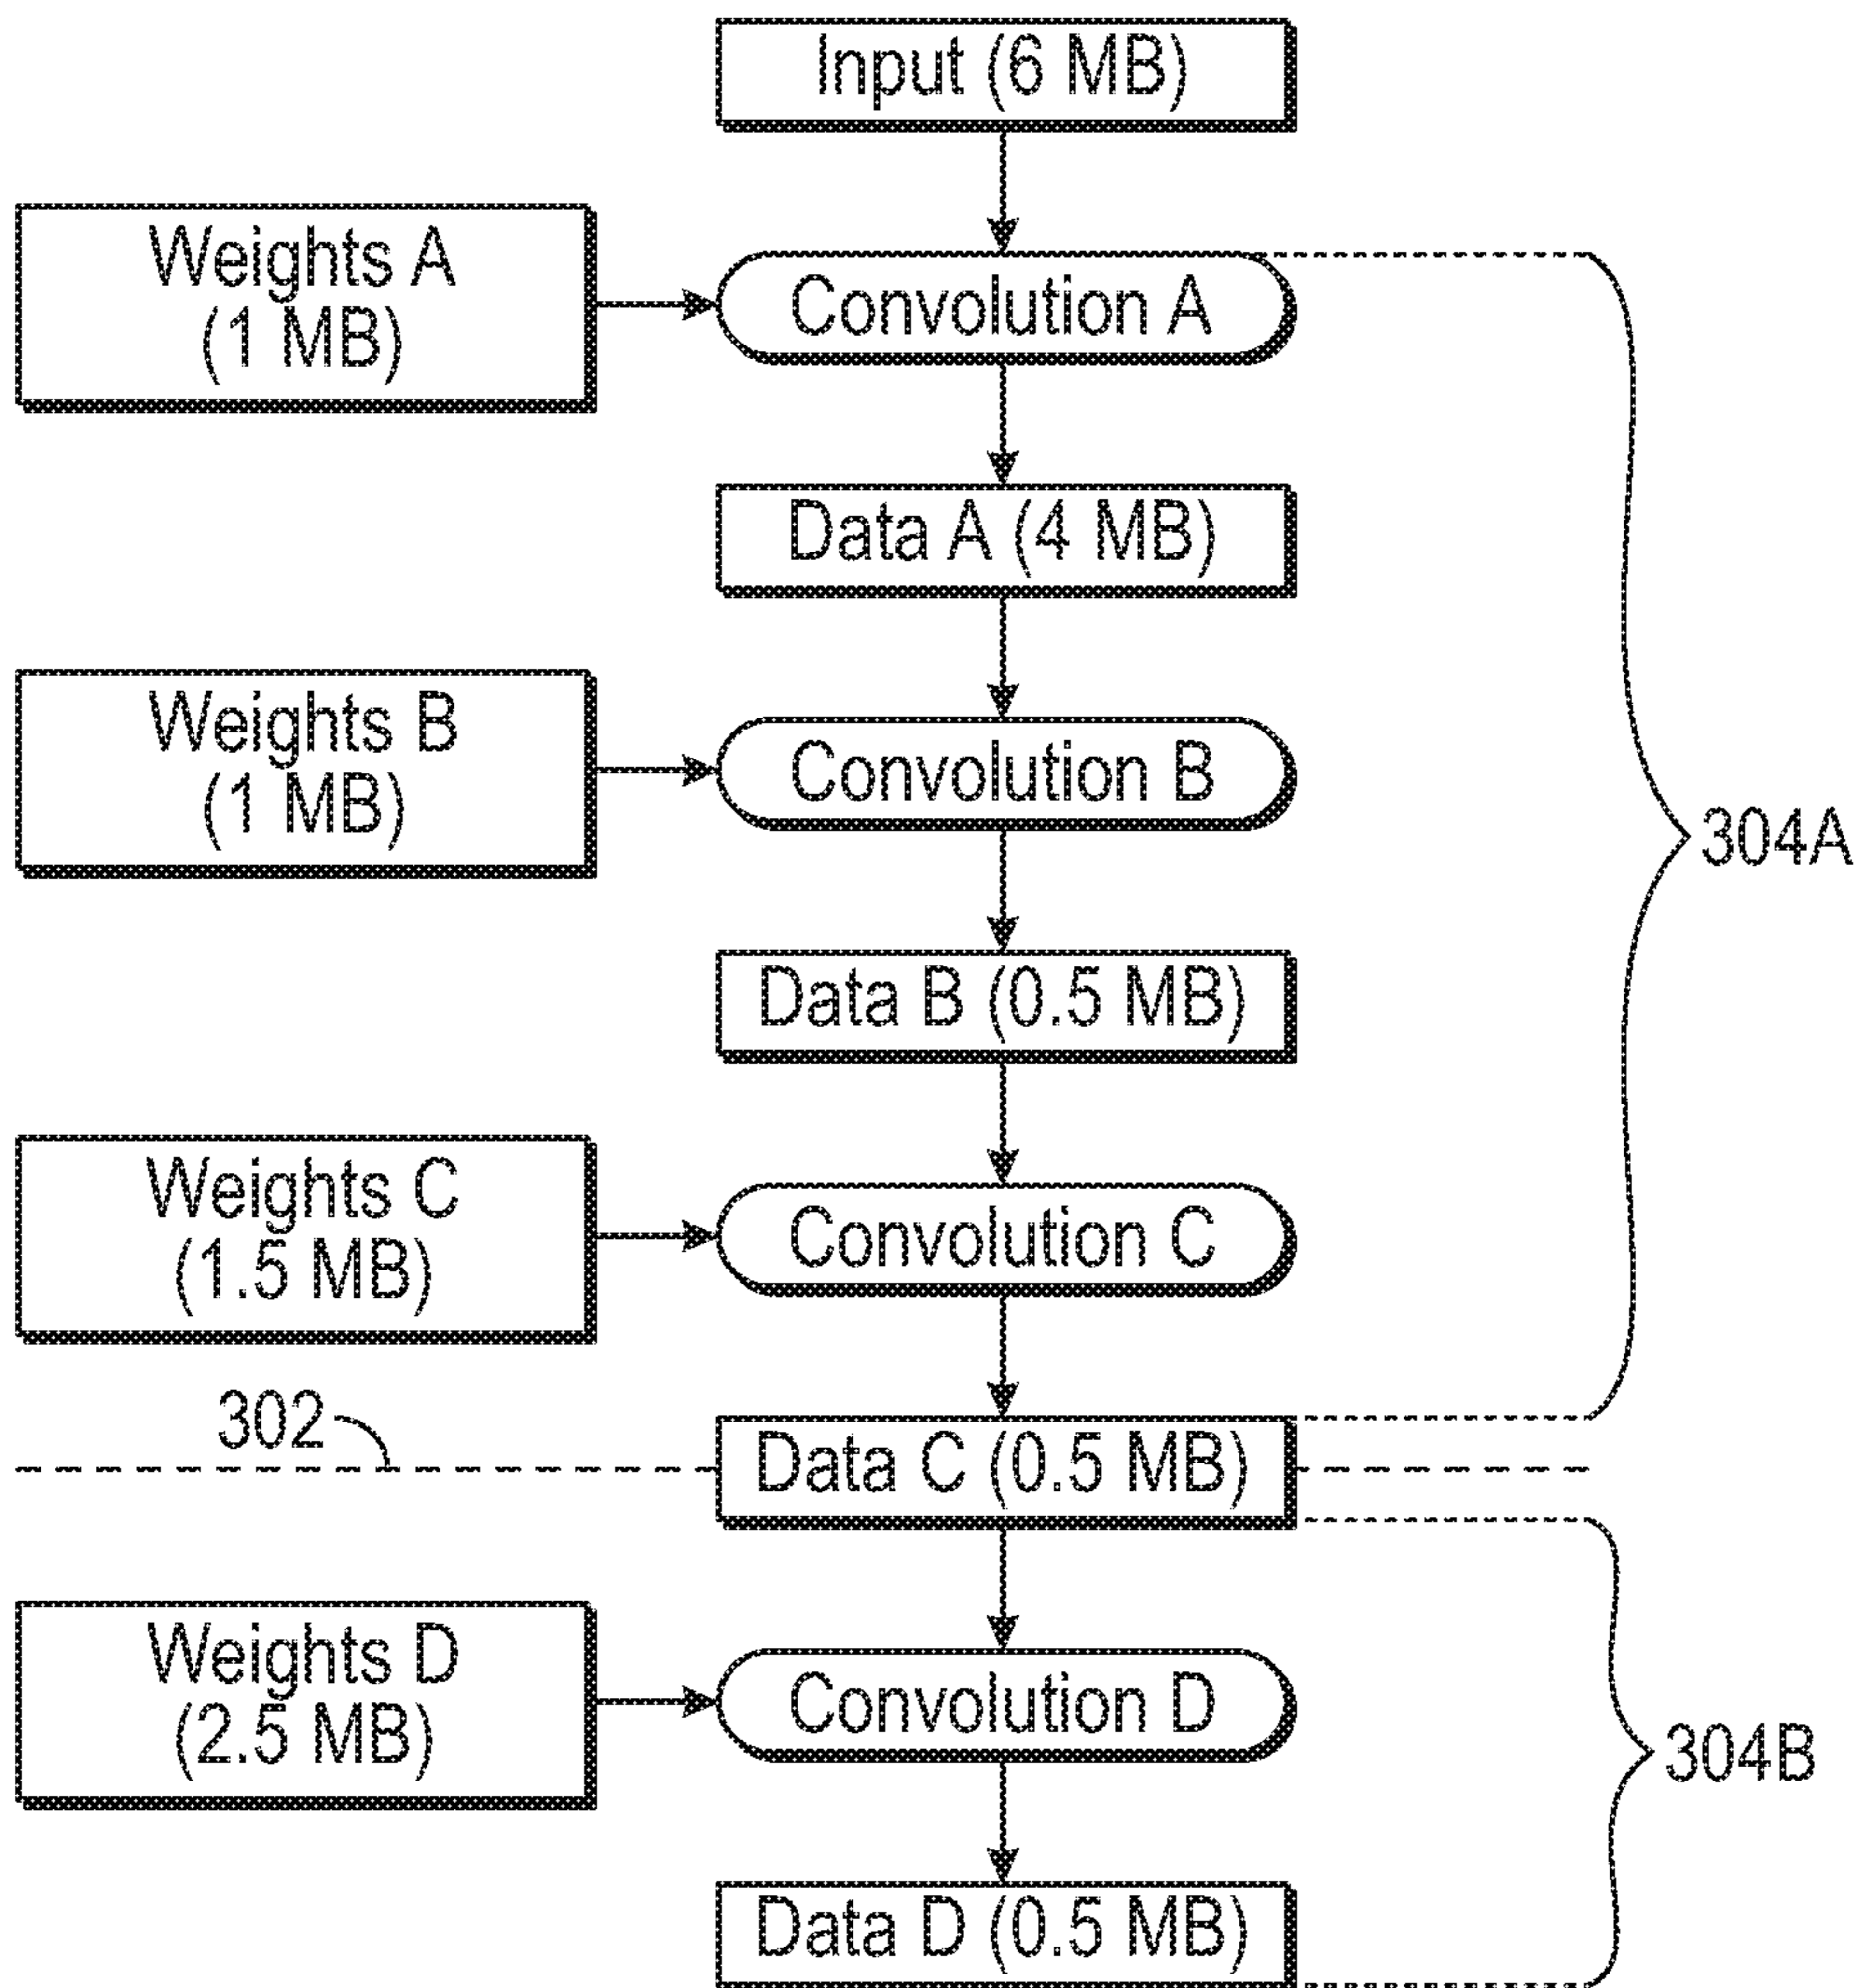 Input (6 MB)
Weights A
(1 MB)
Convolution A
Data A (4 MB)
Weights B
(1 MB)
Convolution B
304A
Data B (0.5 MB)
Weights C
(1.5 MB)
Convolution C
302
Data C (0.5 MB)
Weights D
(2.5 MB)
Convolution D
304B
Data D (0.5 MB)